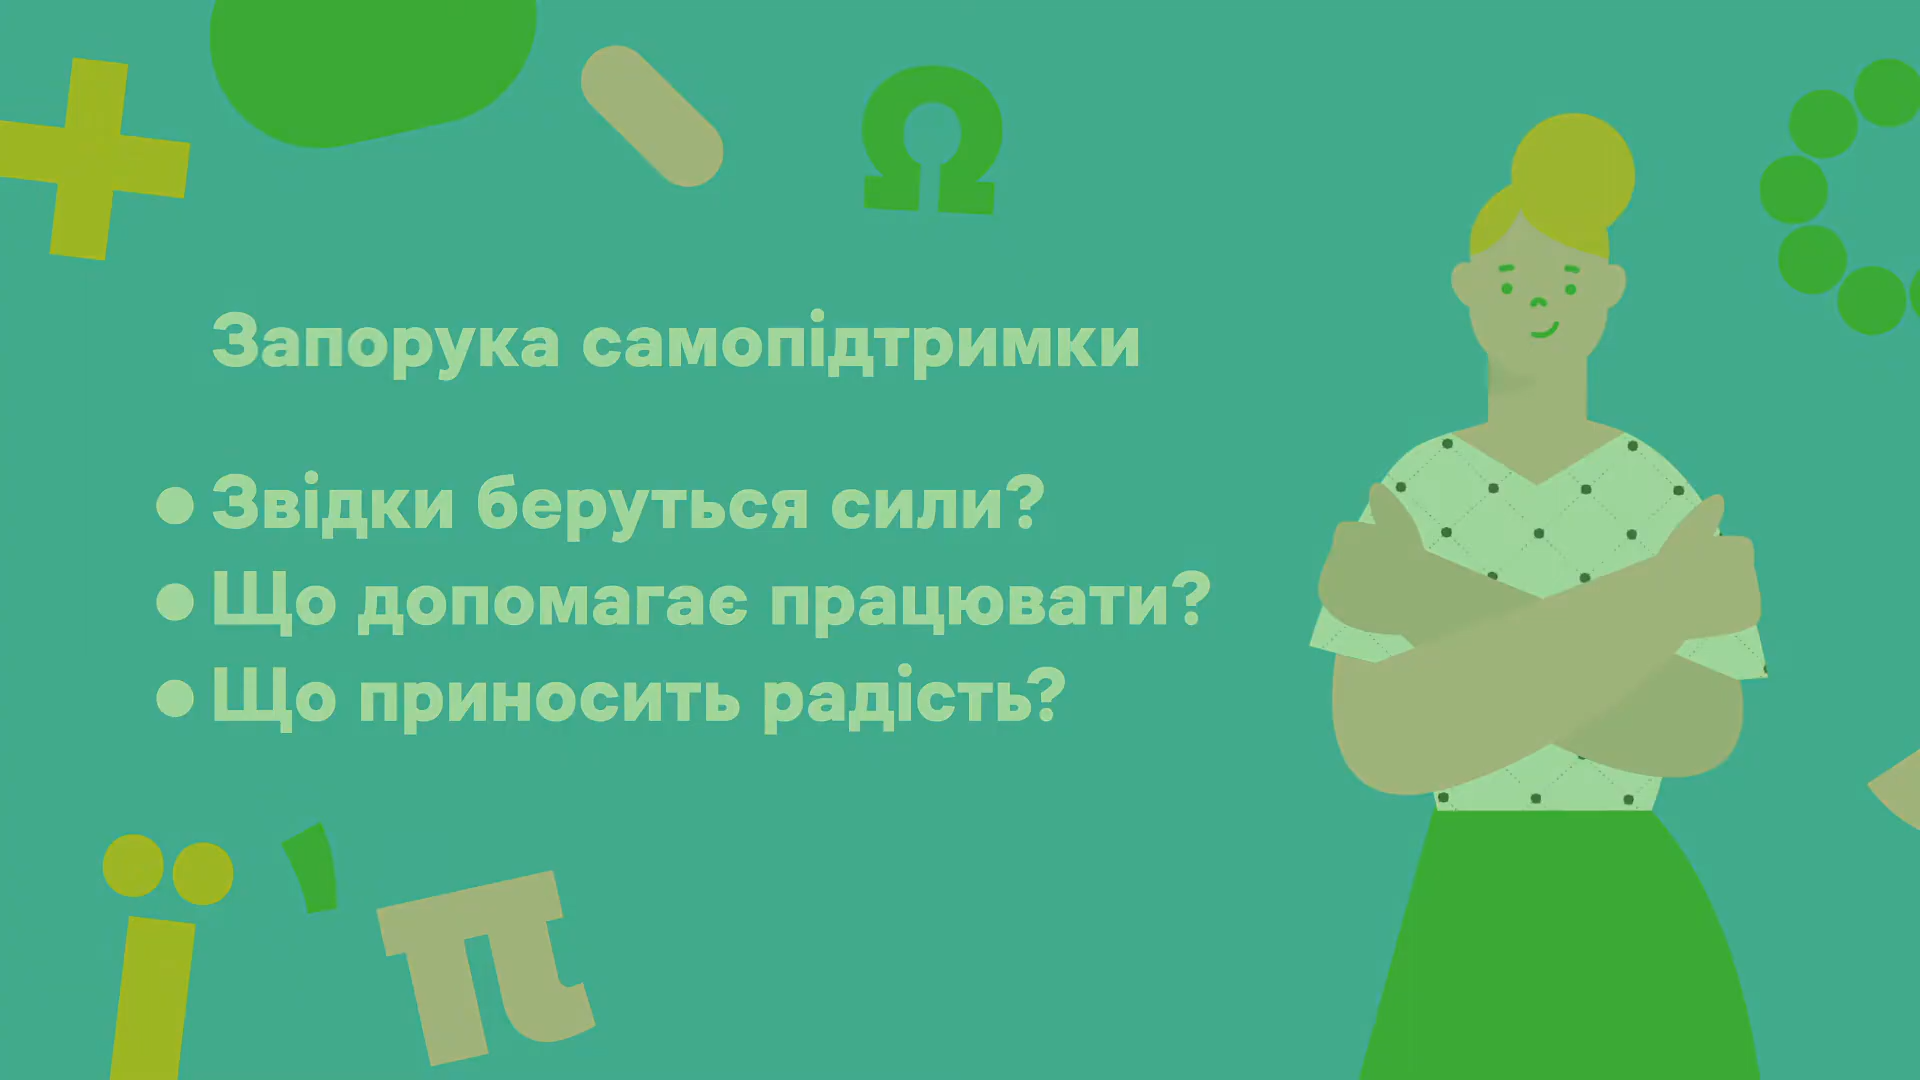 Запорука самопідтримки
● Звідки беруться сили?
● Що допомагає працювати?
● Що приносить радість?
Ω
ї
'
π